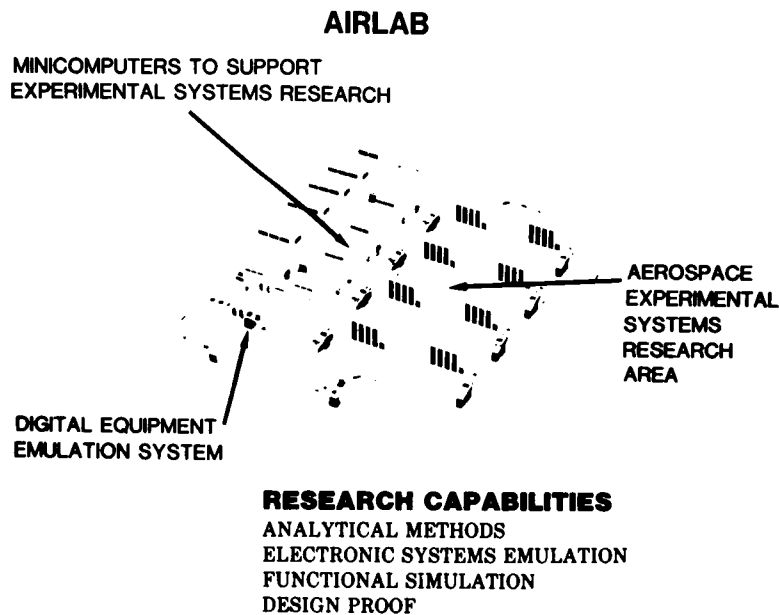 AIRLAB
MINICOMPUTERS TO SUPPORT
EXPERIMENTAL SYSTEMS RESEARCH
AEROSPACE
EXPERIMENTAL
SYSTEMS
RESEARCH
AREA
DIGITAL EQUIPMENT
EMULATION SYSTEM
RESEARCH CAPABILITIES
ANALYTICAL METHODS
ELECTRONIC SYSTEMS EMULATION
FUNCTIONAL SIMULATION
DESIGN PROOF